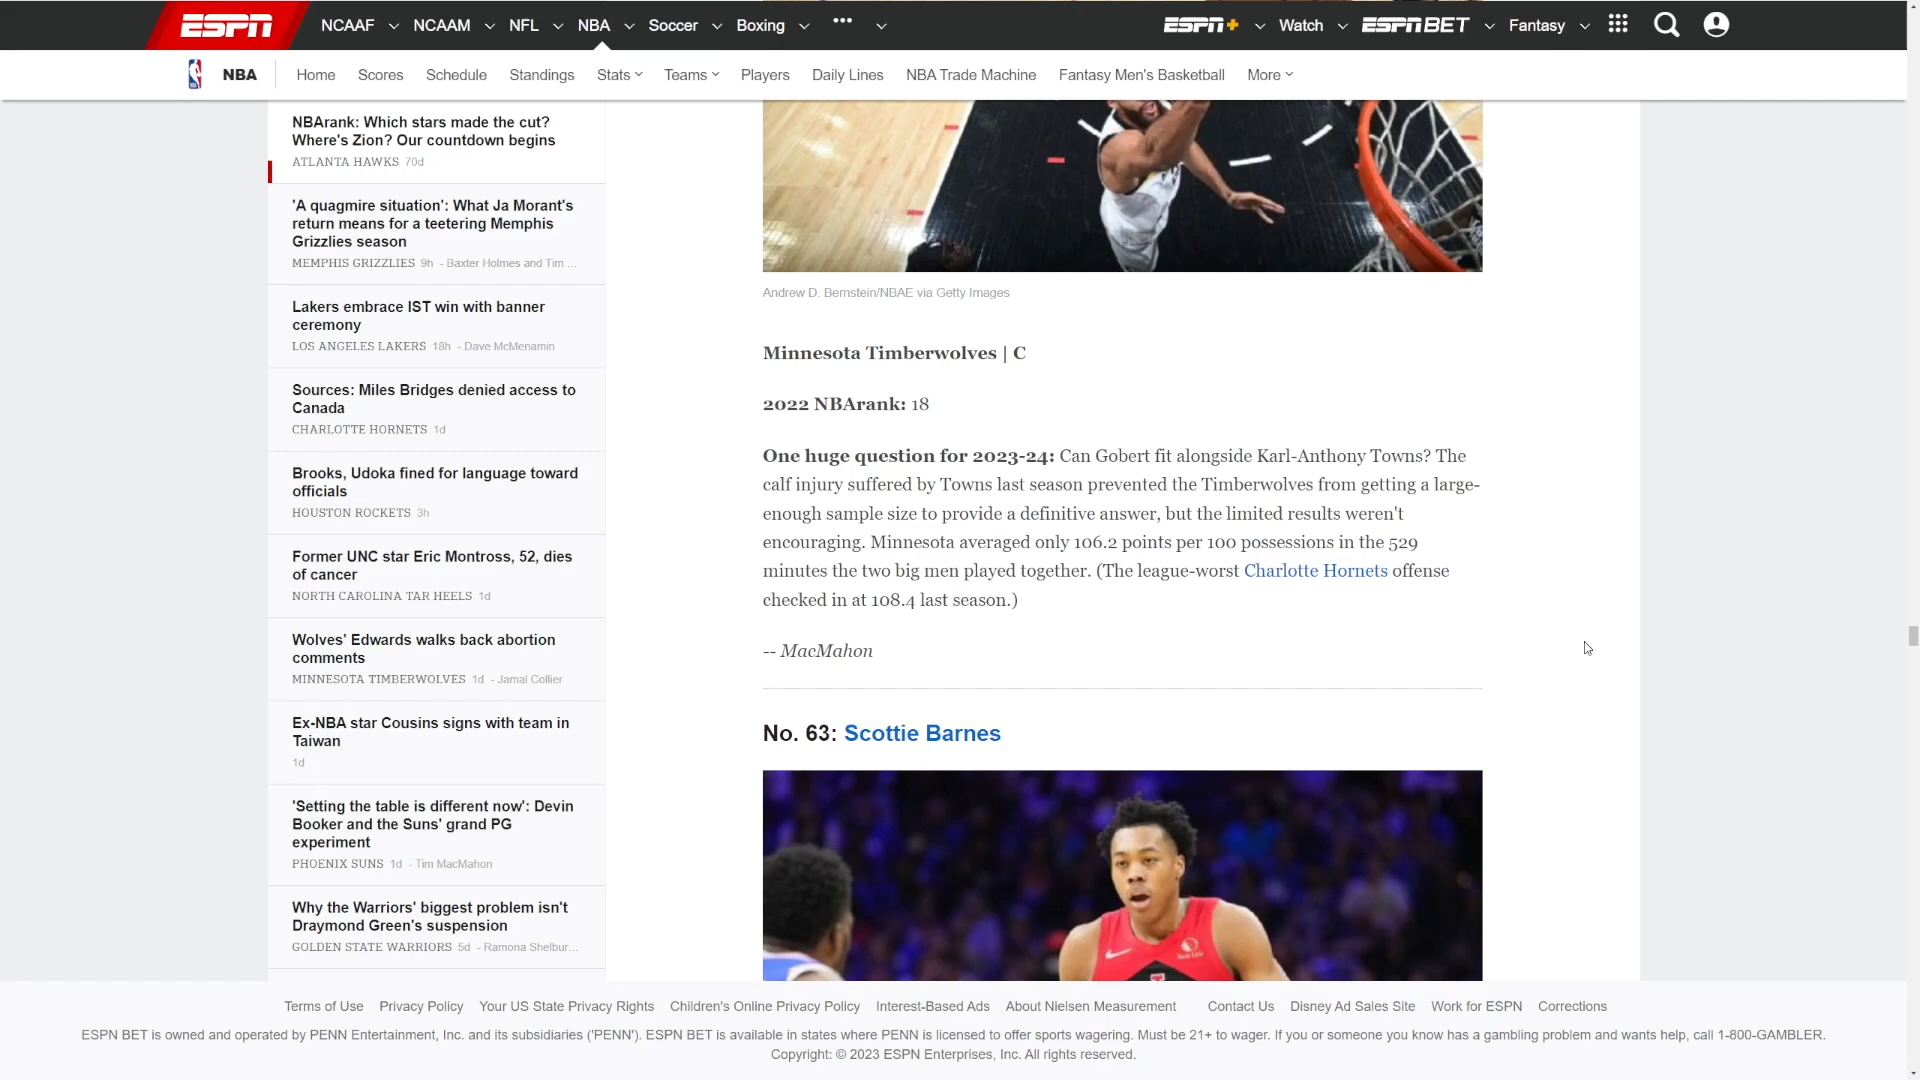 ESPN NCAAF NCAAM NFL NBA Soccer Boxing ••• ESPN+ Watch ESPN BET Fantasy
NBA Home Scores Schedule Standings Stats Teams Players Daily Lines NBA Trade Machine Fantasy Men's Basketball More
NBArank: Which stars made the cut?
Where's Zion? Our countdown begins
ATLANTA HAWKS 70d
'A quagmire situation': What Ja Morant's
return means for a teetering Memphis
Grizzlies season
MEMPHIS GRIZZLIES 9h - Baxter Holmes and Tim ...
Lakers embrace IST win with banner
ceremony
LOS ANGELES LAKERS 18h - Dave McMenamin
Sources: Miles Bridges denied access to
Canada
CHARLOTTE HORNETS 1d
Brooks, Udoka fined for language toward
officials
HOUSTON ROCKETS 3h
Former UNC star Eric Montross, 52, dies
of cancer
NORTH CAROLINA TAR HEELS 1d
Wolves' Edwards walks back abortion
comments
MINNESOTA TIMBERWOLVES 1d - Jamal Collier
Ex-NBA star Cousins signs with team in
Taiwan
1d
'Setting the table is different now': Devin
Booker and the Suns' grand PG
experiment
PHOENIX SUNS 1d - Tim MacMahon
Why the Warriors' biggest problem isn't
Draymond Green's suspension
GOLDEN STATE WARRIORS 5d - Ramona Shelbur...
Andrew D. Bernstein/NBAE via Getty Images
Minnesota Timberwolves | C
2022 NBArank: 18
One huge question for 2023-24: Can Gobert fit alongside Karl-Anthony Towns? The
calf injury suffered by Towns last season prevented the Timberwolves from getting a large-
enough sample size to provide a definitive answer, but the limited results weren't
encouraging. Minnesota averaged only 106.2 points per 100 possessions in the 529
minutes the two big men played together. (The league-worst Charlotte Hornets offense
checked in at 108.4 last season.)
-- MacMahon
No. 63: Scottie Barnes
Terms of Use Privacy Policy Your US State Privacy Rights Children's Online Privacy Policy Interest-Based Ads About Nielsen Measurement Contact Us Disney Ad Sales Site Work for ESPN Corrections
ESPN BET is owned and operated by PENN Entertainment, Inc. and its subsidiaries ('PENN'). ESPN BET is available in states where PENN is licensed to offer sports wagering. Must be 21+ to wager. If you or someone you know has a gambling problem and wants help, call 1-800-GAMBLER.
Copyright: © 2023 ESPN Enterprises, Inc. All rights reserved.